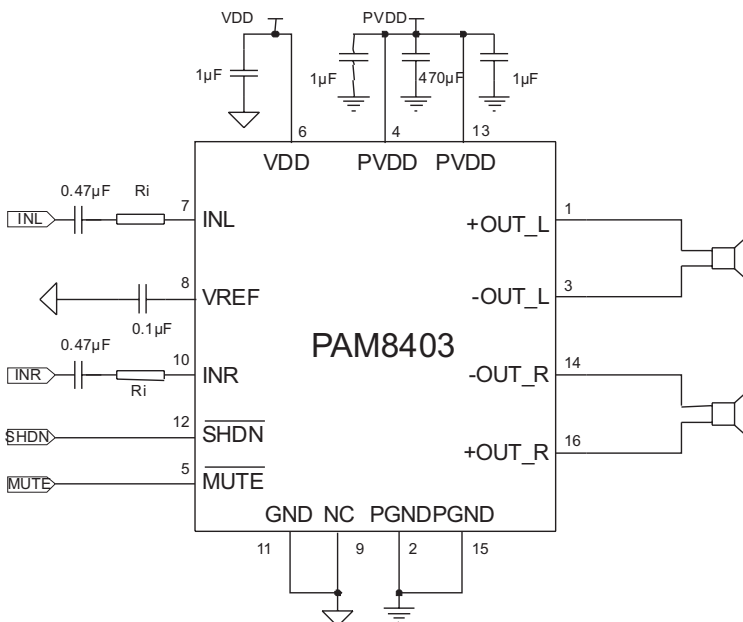 VDD PVDD
1µF 1µF 470µF 1µF
6 4 13
VDD PVDD PVDD
0.47µF Ri
INL 7 INL
1 +OUT_L
8 VREF
0.1µF
3 -OUT_L
PAM8403
0.47µF
INR 10 INR
Ri
14 -OUT_R
12
SHDN SHDN
16 +OUT_R
5
MUTE MUTE
GND NC PGND PGND
11 9 2 15